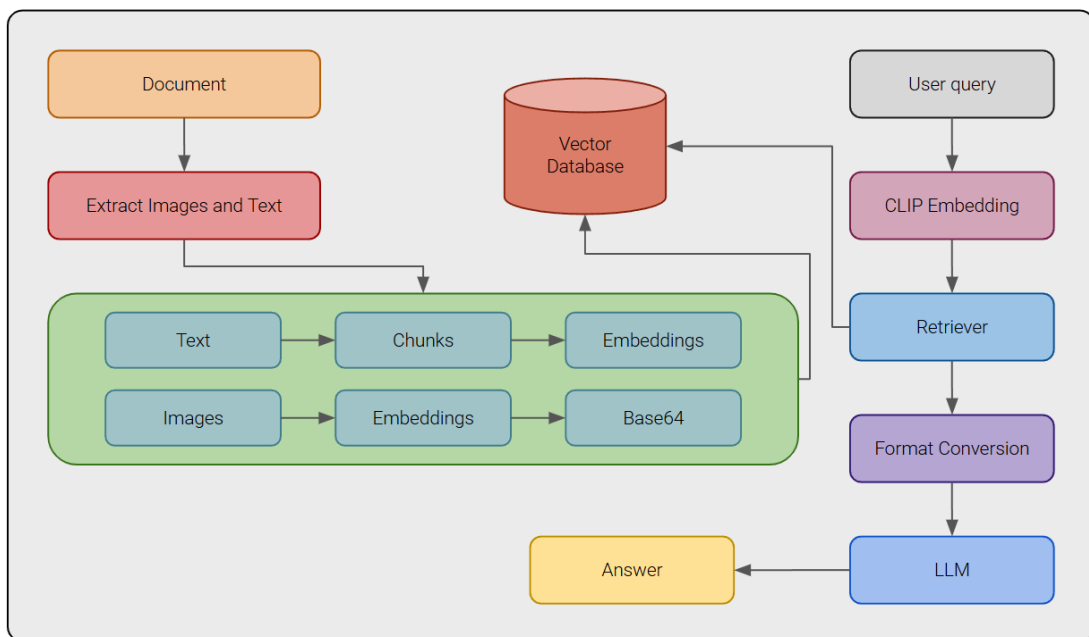 Document
User query
Vector
Database
Extract Images and Text
CLIP Embedding
Text
Chunks
Embeddings
Retriever
Images
Embeddings
Base64
Format Conversion
Answer
LLM